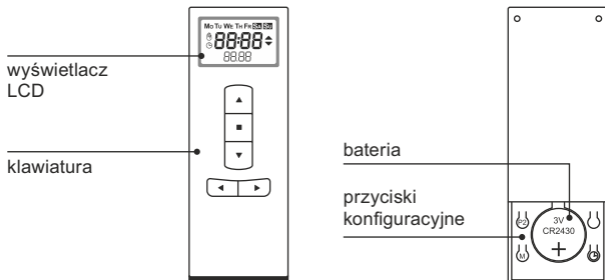 Mo Tu We Th Fr Sa Su
88:88
88:88
wyświetlacz
LCD
klawiatura
bateria
przyciski
konfiguracyjne
P2
3V
CR2430
+
M